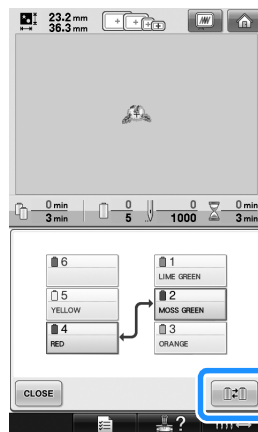 23.2 mm
36.3 mm
0 min
3 min
0
5
0
1000
0 min
3 min
6
1
LIME GREEN
5
YELLOW
2
MOSS GREEN
4
RED
3
ORANGE
CLOSE
?